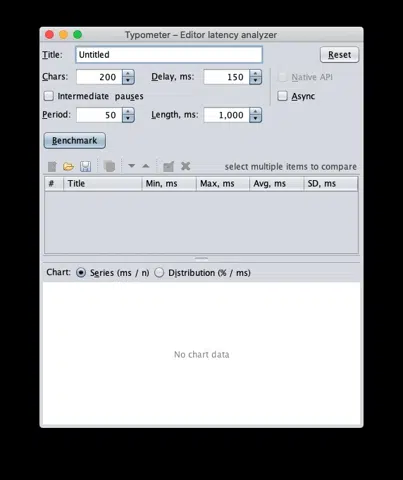 Typometer – Editor latency analyzer
Title: Untitled Reset
Chars: 200 Delay, ms: 150 Native API
Intermediate pauses Async
Period: 50 Length, ms: 1,000
Benchmark
select multiple items to compare
# Title Min, ms Max, ms Avg, ms SD, ms
Chart: Series (ms / n) Distribution (% / ms)
No chart data